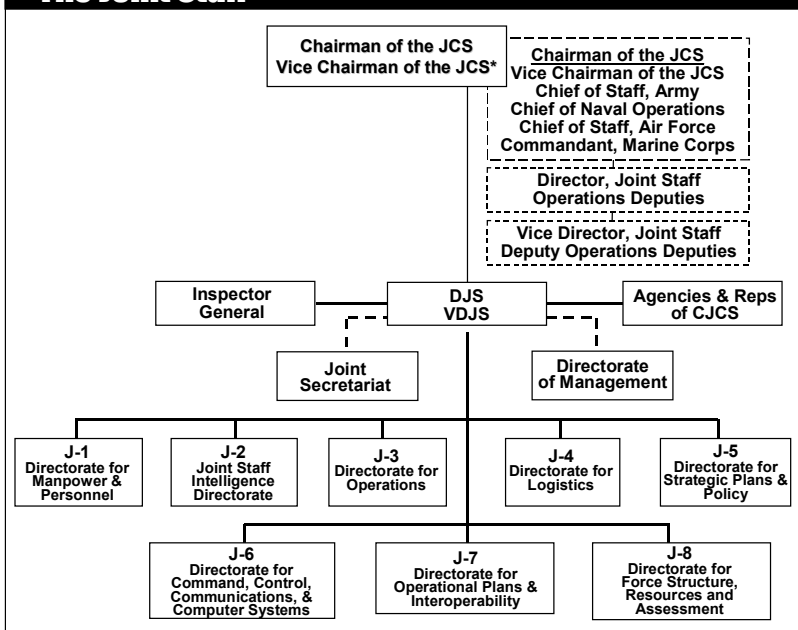 The Joint Staff
Chairman of the JCS
Vice Chairman of the JCS*
Chairman of the JCS
Vice Chairman of the JCS
Chief of Staff, Army
Chief of Naval Operations
Chief of Staff, Air Force
Commandant, Marine Corps
Director, Joint Staff
Operations Deputies
Vice Director, Joint Staff
Deputy Operations Deputies
Inspector
General
DJS
VDJS
Agencies & Reps
of CJCS
Joint
Secretariat
Directorate
of Management
J-1
Directorate for
Manpower &
Personnel
J-2
Joint Staff
Intelligence
Directorate
J-3
Directorate for
Operations
J-4
Directorate for
Logistics
J-5
Directorate for
Strategic Plans &
Policy
J-6
Directorate for
Command, Control,
Communications, &
Computer Systems
J-7
Directorate for
Operational Plans &
Interoperability
J-8
Directorate for
Force Structure,
Resources and
Assessment